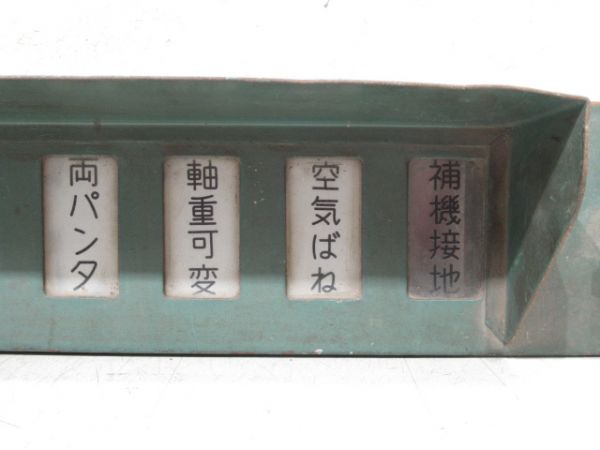 両パンタ
軸重可変
空気ばね
補機接地